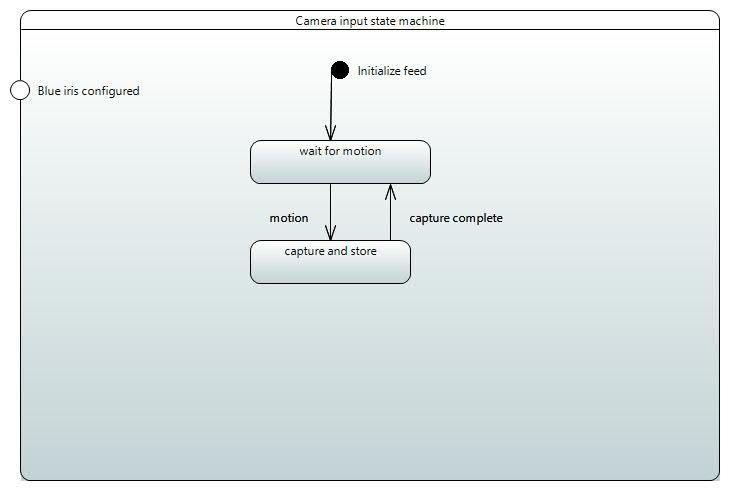 Camera input state machine
Initialize feed
Blue iris configured
wait for motion
motion
capture complete
capture and store